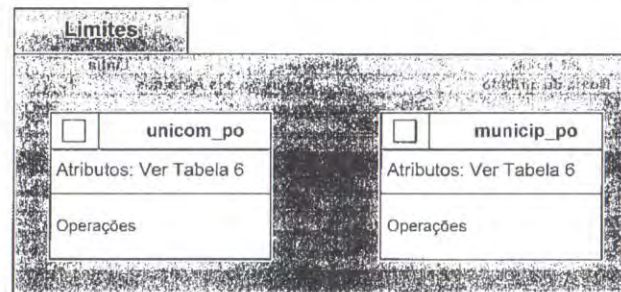 Limites
unicom_po
Atributos: Ver Tabela 6
Operações
municip_po
Atributos: Ver Tabela 6
Operações